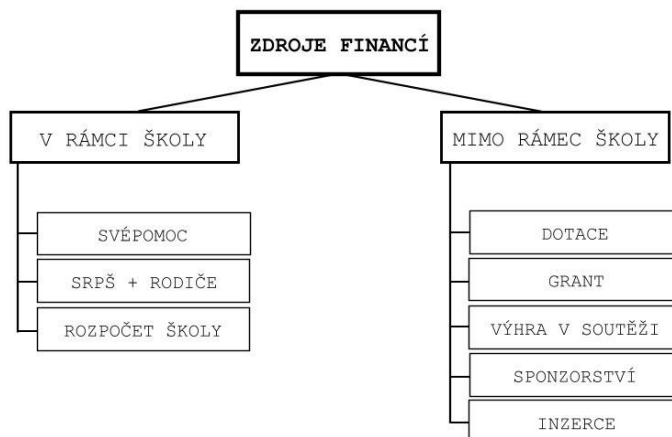 ZDROJE FINANCÍ
V RÁMCI ŠKOLY
MIMO RÁMEC ŠKOLY
SVÉPOMOC
SRPŠ + RODIČE
ROZPOČET ŠKOLY
DOTACE
GRANT
VÝHRA V SOUTĚŽI
SPONZORSTVÍ
INZERCE